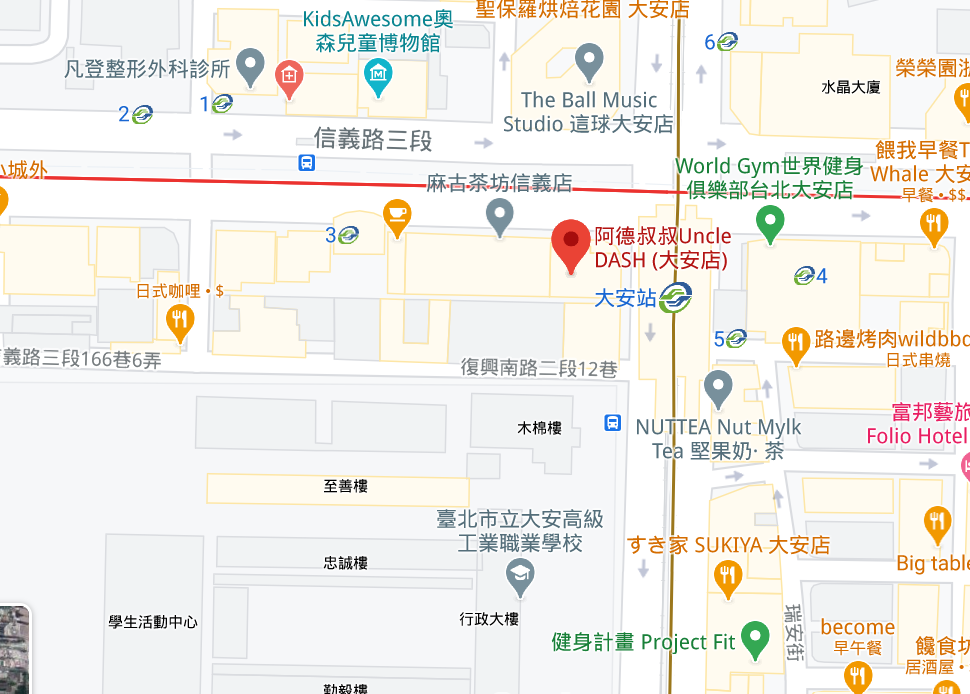 聖保羅烘焙花園 大安店
KidsAwesome奧
森兒童博物館
6
凡登整形外科診所
榮榮園浙
水晶大廈
The Ball Music
Studio 這球大安店
1
2
信義路三段
餵我早餐T
Whale 大安
早餐 • $$
World Gym世界健身
俱樂部台北大安店
心城外
麻古茶坊信義店
3
阿德叔叔Uncle
DASH (大安店)
4
日式咖哩 • $
大安站
5
路邊烤肉wildbbq
日式串燒
義路三段166巷6弄
復興南路二段12巷
富邦藝旅
Folio Hotel
木棉樓
NUTTEA Nut Mylk
Tea 堅果奶· 茶
至善樓
臺北市立大安高級
工業職業學校
すき家 SUKIYA 大安店
忠誠樓
Big table
學生活動中心
行政大樓
瑞安街
become
早午餐
健身計畫 Project Fit
饞食坊
居酒屋 •
勤毅樓